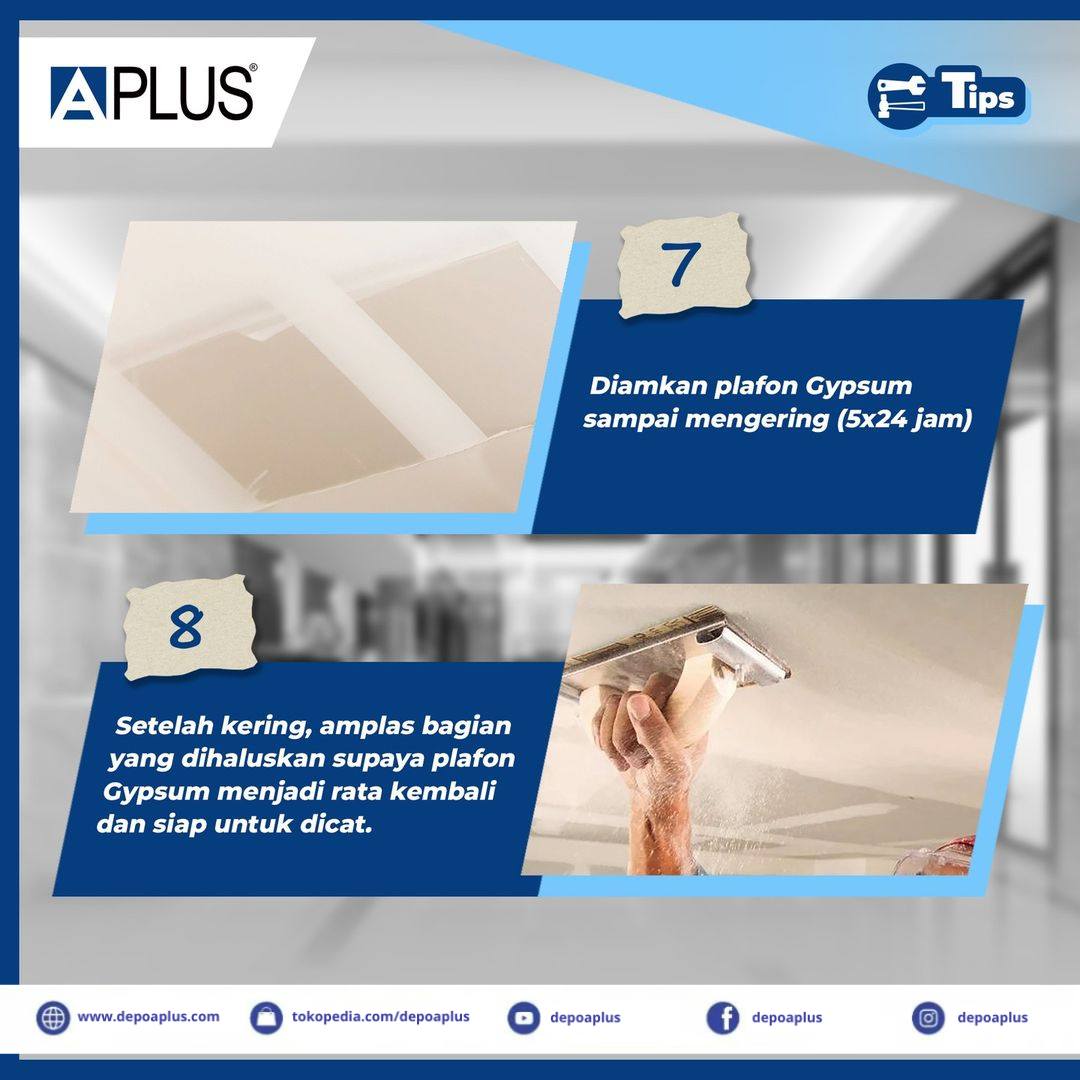 APLUS®
Tips
7
Diamkan plafon Gypsum
sampai mengering (5x24 jam)
8
Setelah kering, amplas bagian
yang dihaluskan supaya plafon
Gypsum menjadi rata kembali
dan siap untuk dicat.
www.depoaplus.com
tokopedia.com/depoaplus
depoaplus
depoaplus
depoaplus